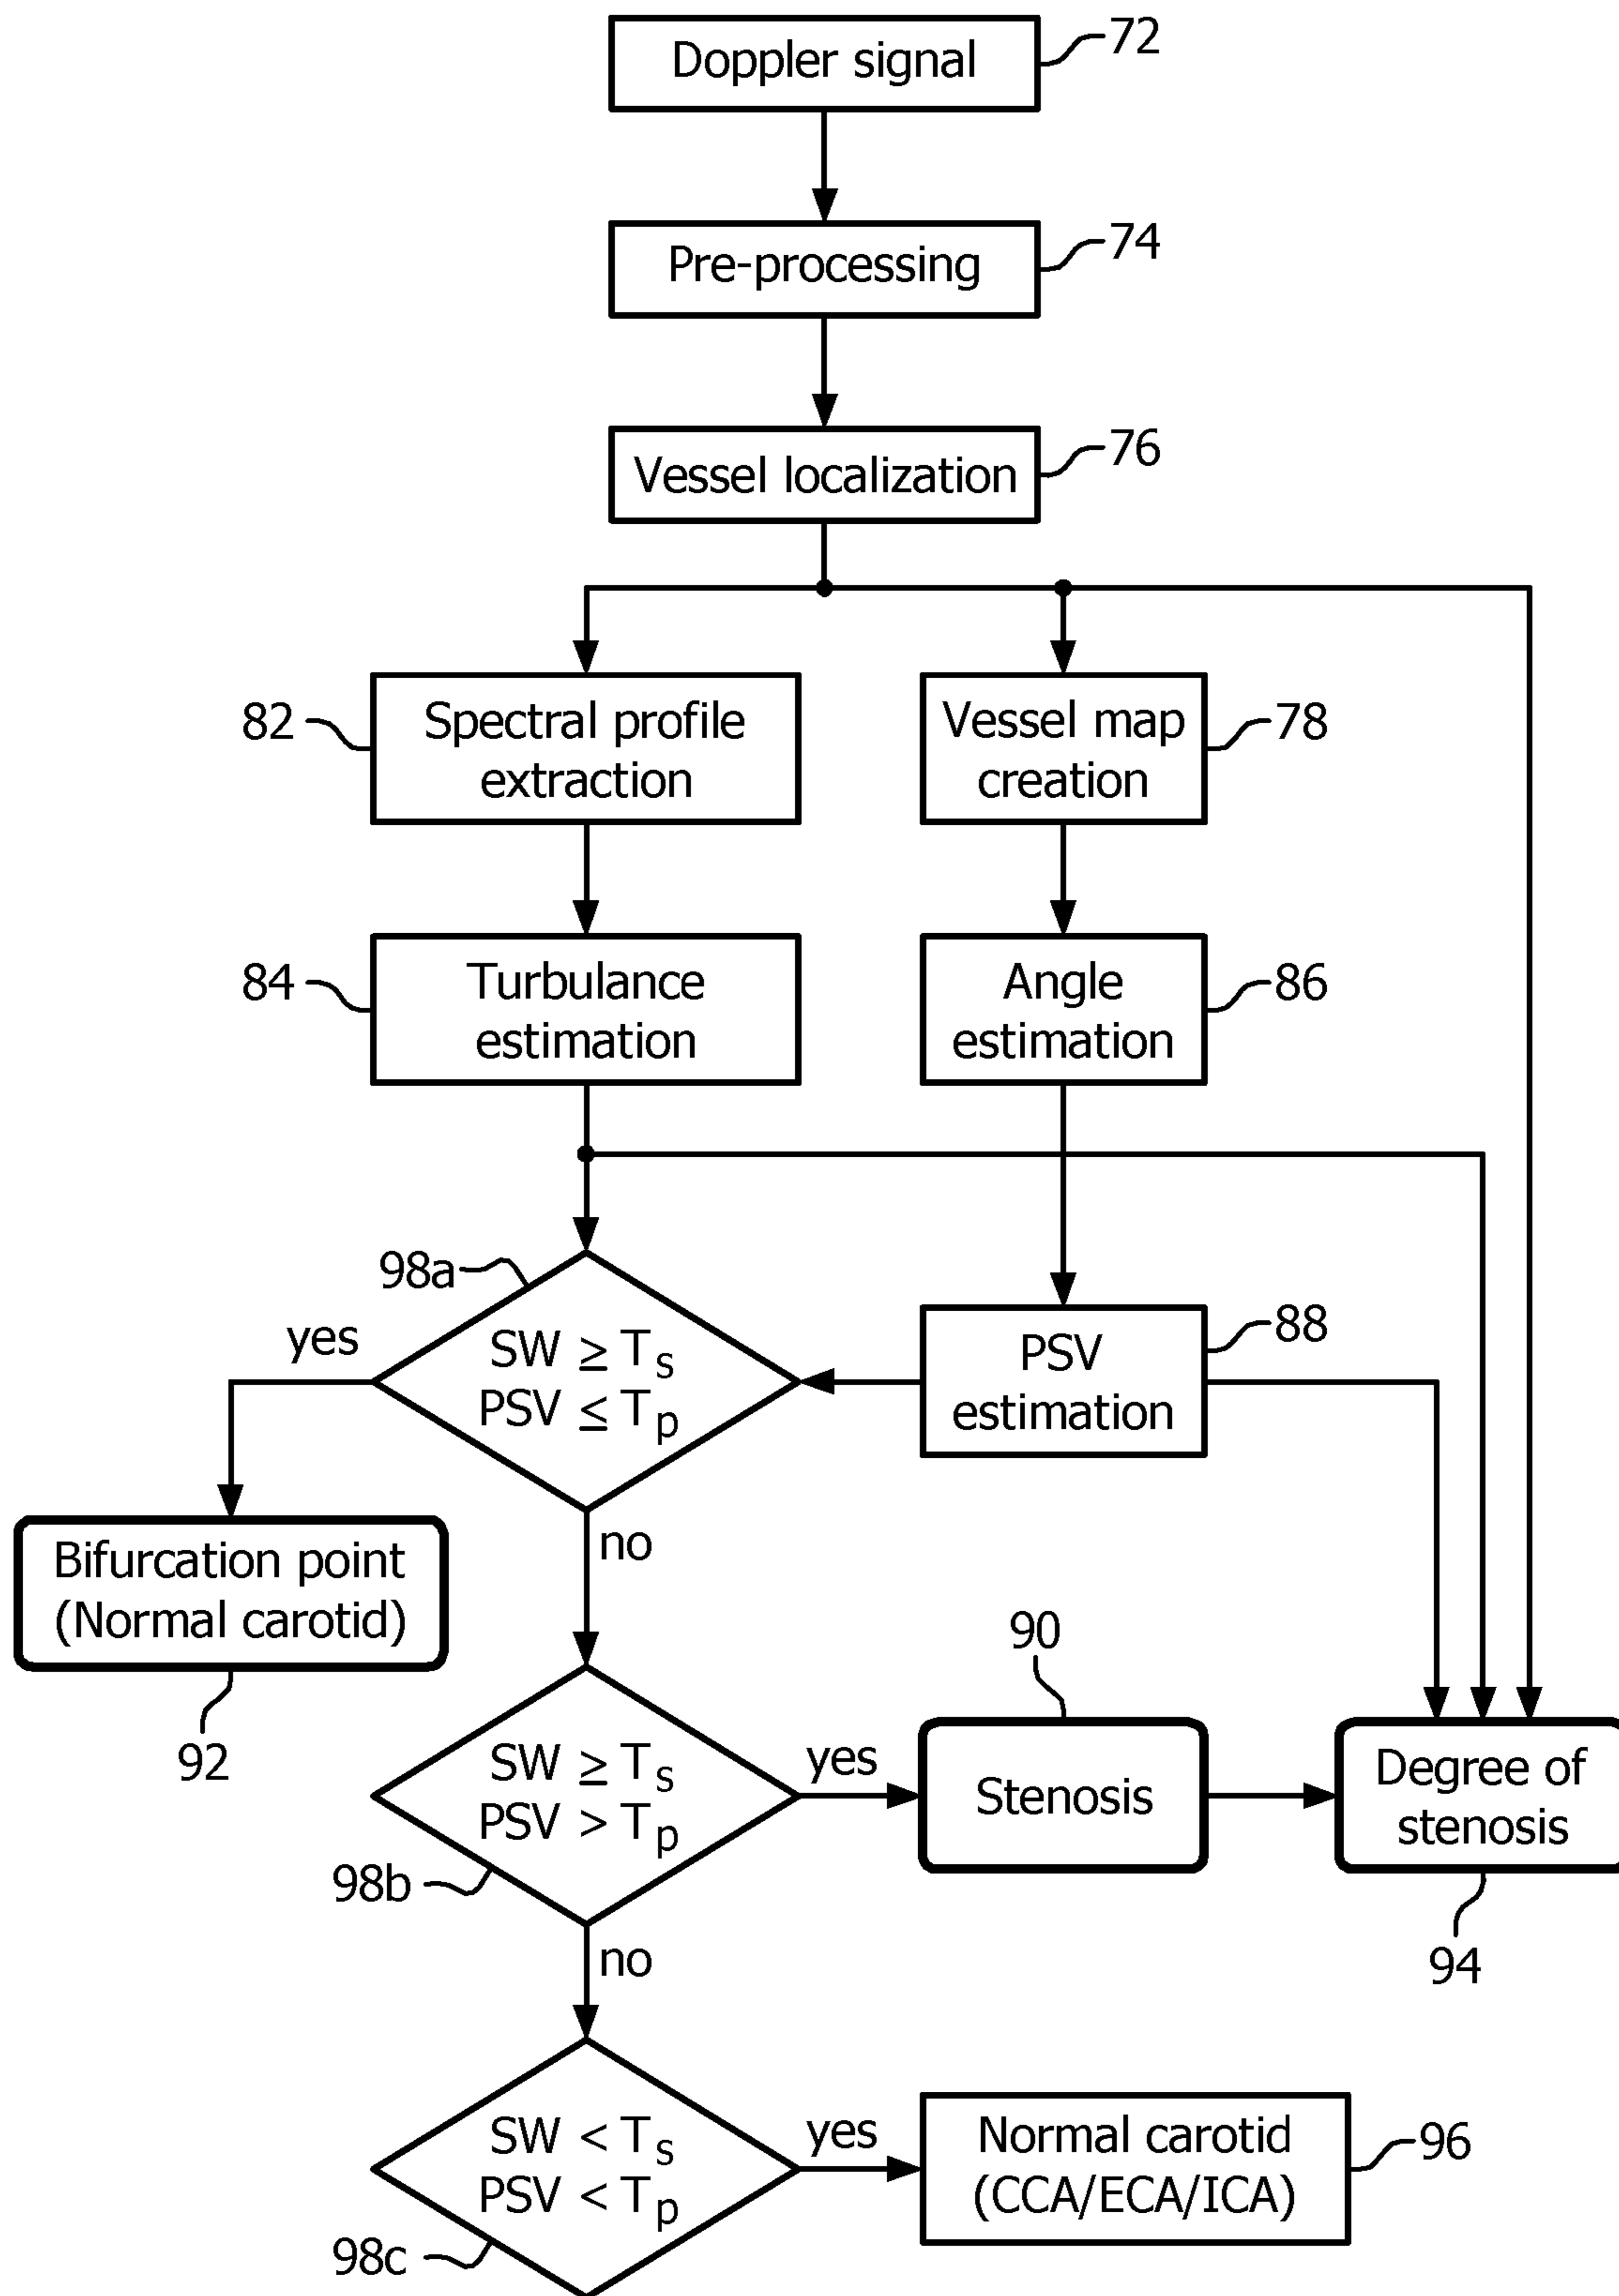 Doppler signal
72
Pre-processing
74
Vessel localization
76
82
Spectral profile
extraction
Vessel map
creation
78
84
Turbulance
estimation
Angle
estimation
86
98a
yes
SW ≥ Ts
PSV ≤ Tp
PSV
estimation
88
no
Bifurcation point
(Normal carotid)
92
90
SW ≥ Ts
PSV > Tp
yes
Stenosis
Degree of
stenosis
98b
94
no
SW < Ts
PSV < Tp
yes
Normal carotid
(CCA/ECA/ICA)
96
98c